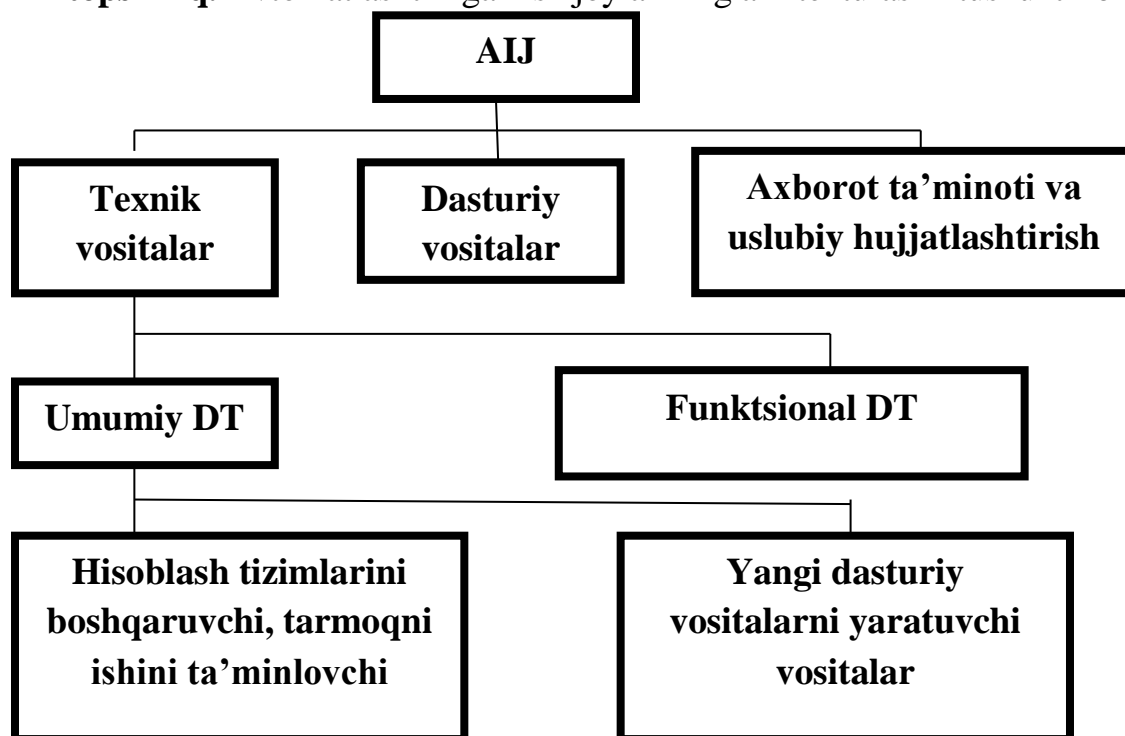 AIJ
Texnik
vositalar
Dasturiy
vositalar
Axborot ta’minoti va
uslubiy hujjatlashtirish
Umumiy DT
Funktsional DT
Hisoblash tizimlarini
boshqaruvchi, tarmoqni
ishini ta’minlovchi
Yangi dasturiy
vositalarni yaratuvchi
vositalar